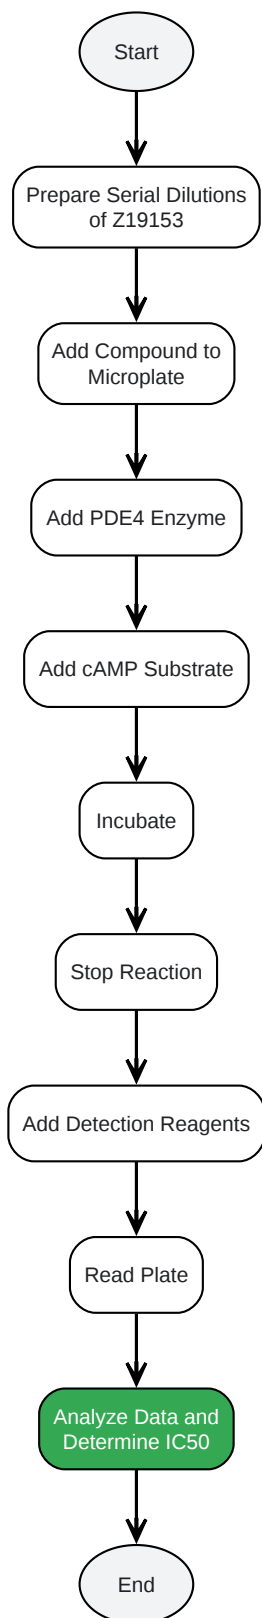 Start
Prepare Serial Dilutions
of Z19153
Add Compound to
Microplate
Add PDE4 Enzyme
Add cAMP Substrate
Incubate
Stop Reaction
Add Detection Reagents
Read Plate
Analyze Data and
Determine IC50
End